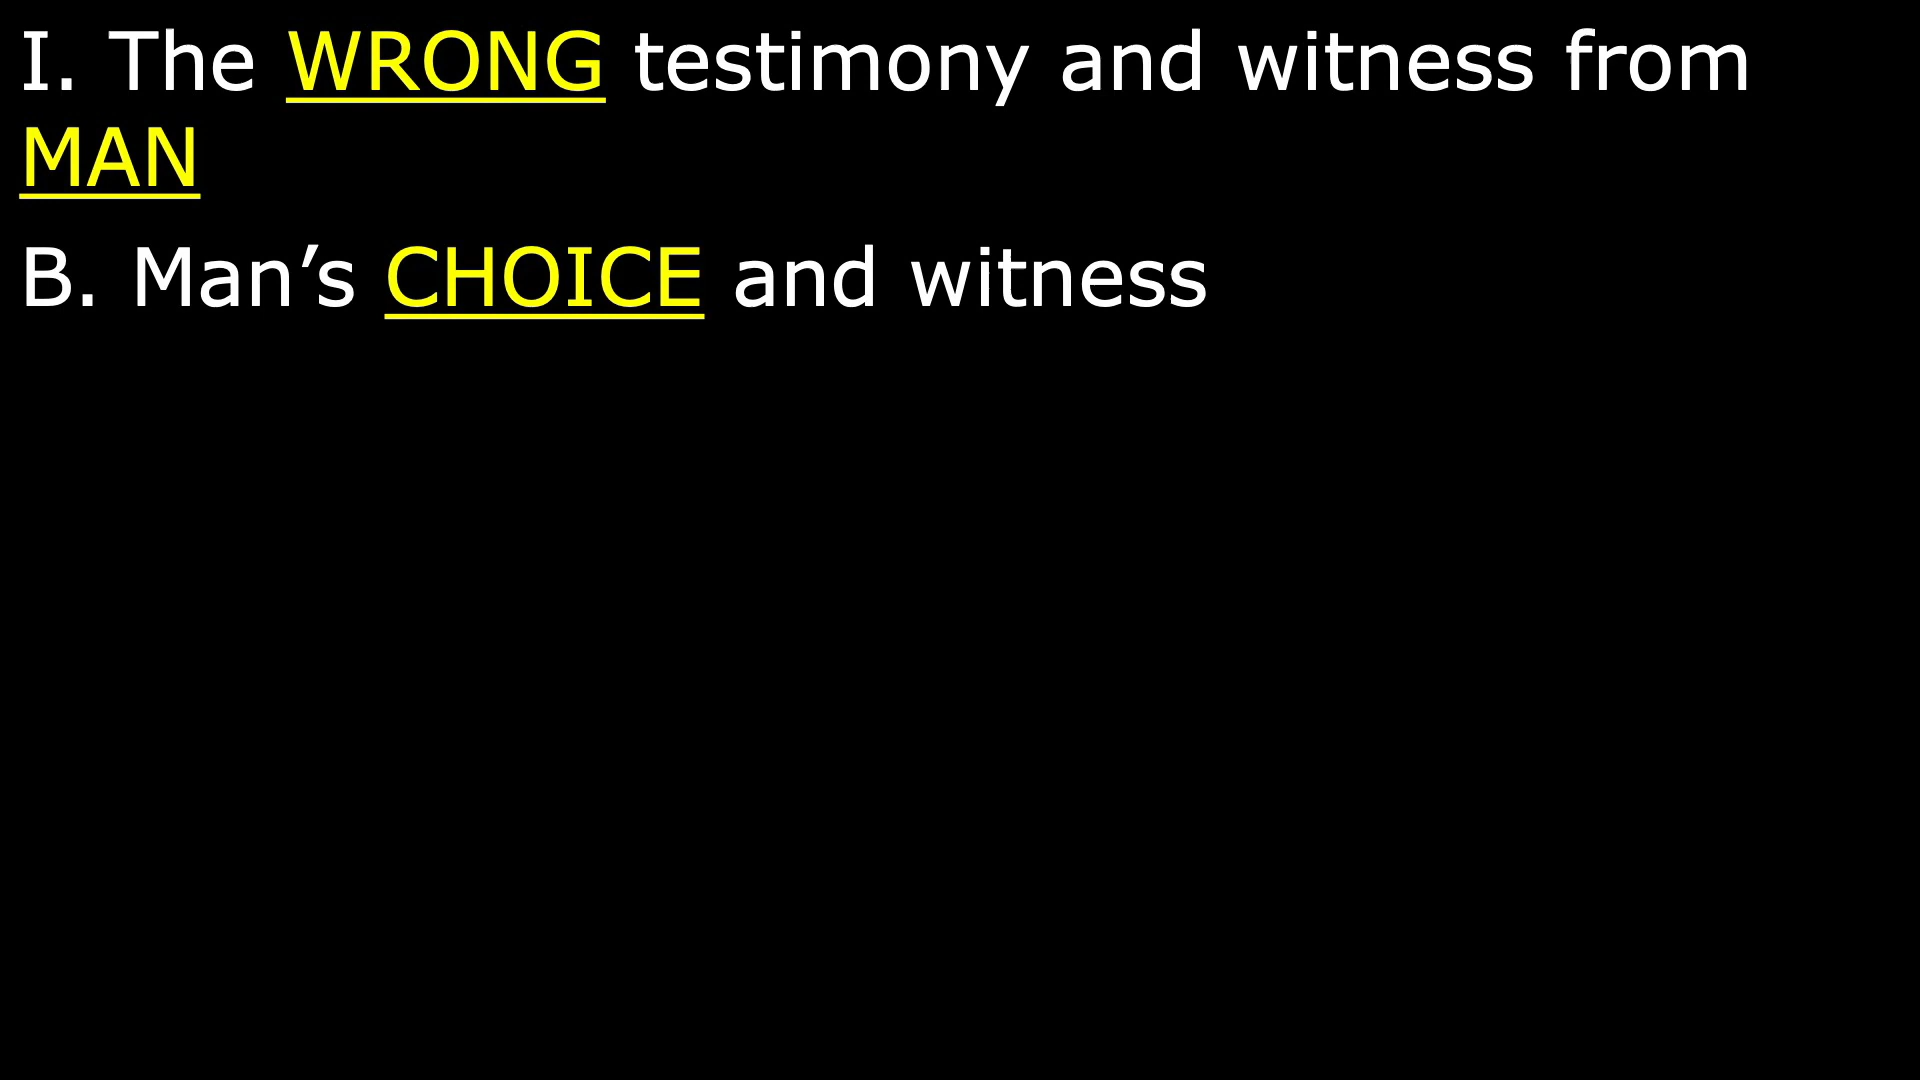 I. The WRONG testimony and witness from
MAN
B. Man’s CHOICE and witness